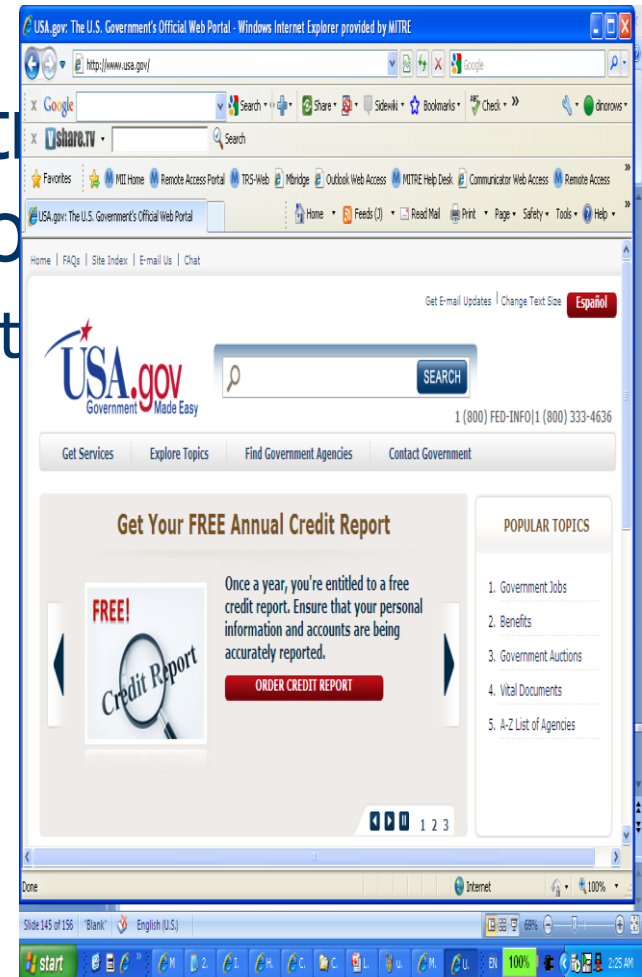 USA.gov: The U.S. Government's Official Web Portal - Windows Internet Explorer provided by MITRE
http://www.usa.gov/
Google
x Google Search Share Sidewiki Bookmarks Check » dnorows
x share.TV Search
Favorites MII Home Remote Access Portal TRS-Web Mbridge Outlook Web Access MITRE Help Desk Communicator Web Access Remote Access »
USA.gov: The U.S. Government's Official Web Portal Home Feeds (J) Read Mail Print Page Safety Tools Help »
Home | FAQs | Site Index | E-mail Us | Chat
Get E-mail Updates | Change Text Size Español
USA.gov
Government Made Easy
SEARCH
1 (800) FED-INFO|1 (800) 333-4636
Get Services Explore Topics Find Government Agencies Contact Government
Get Your FREE Annual Credit Report
FREE!
Credit Report
Once a year, you're entitled to a free
credit report. Ensure that your personal
information and accounts are being
accurately reported.
ORDER CREDIT REPORT
1 2 3
POPULAR TOPICS
1. Government Jobs
2. Benefits
3. Government Auctions
4. Vital Documents
5. A-Z List of Agencies
Done Internet 100%
Slide 145 of 156 "Blank" English (U.S.) 69%
start M 2. I. H. C. C. L. u. M. U. EN 100% 2:25 AM